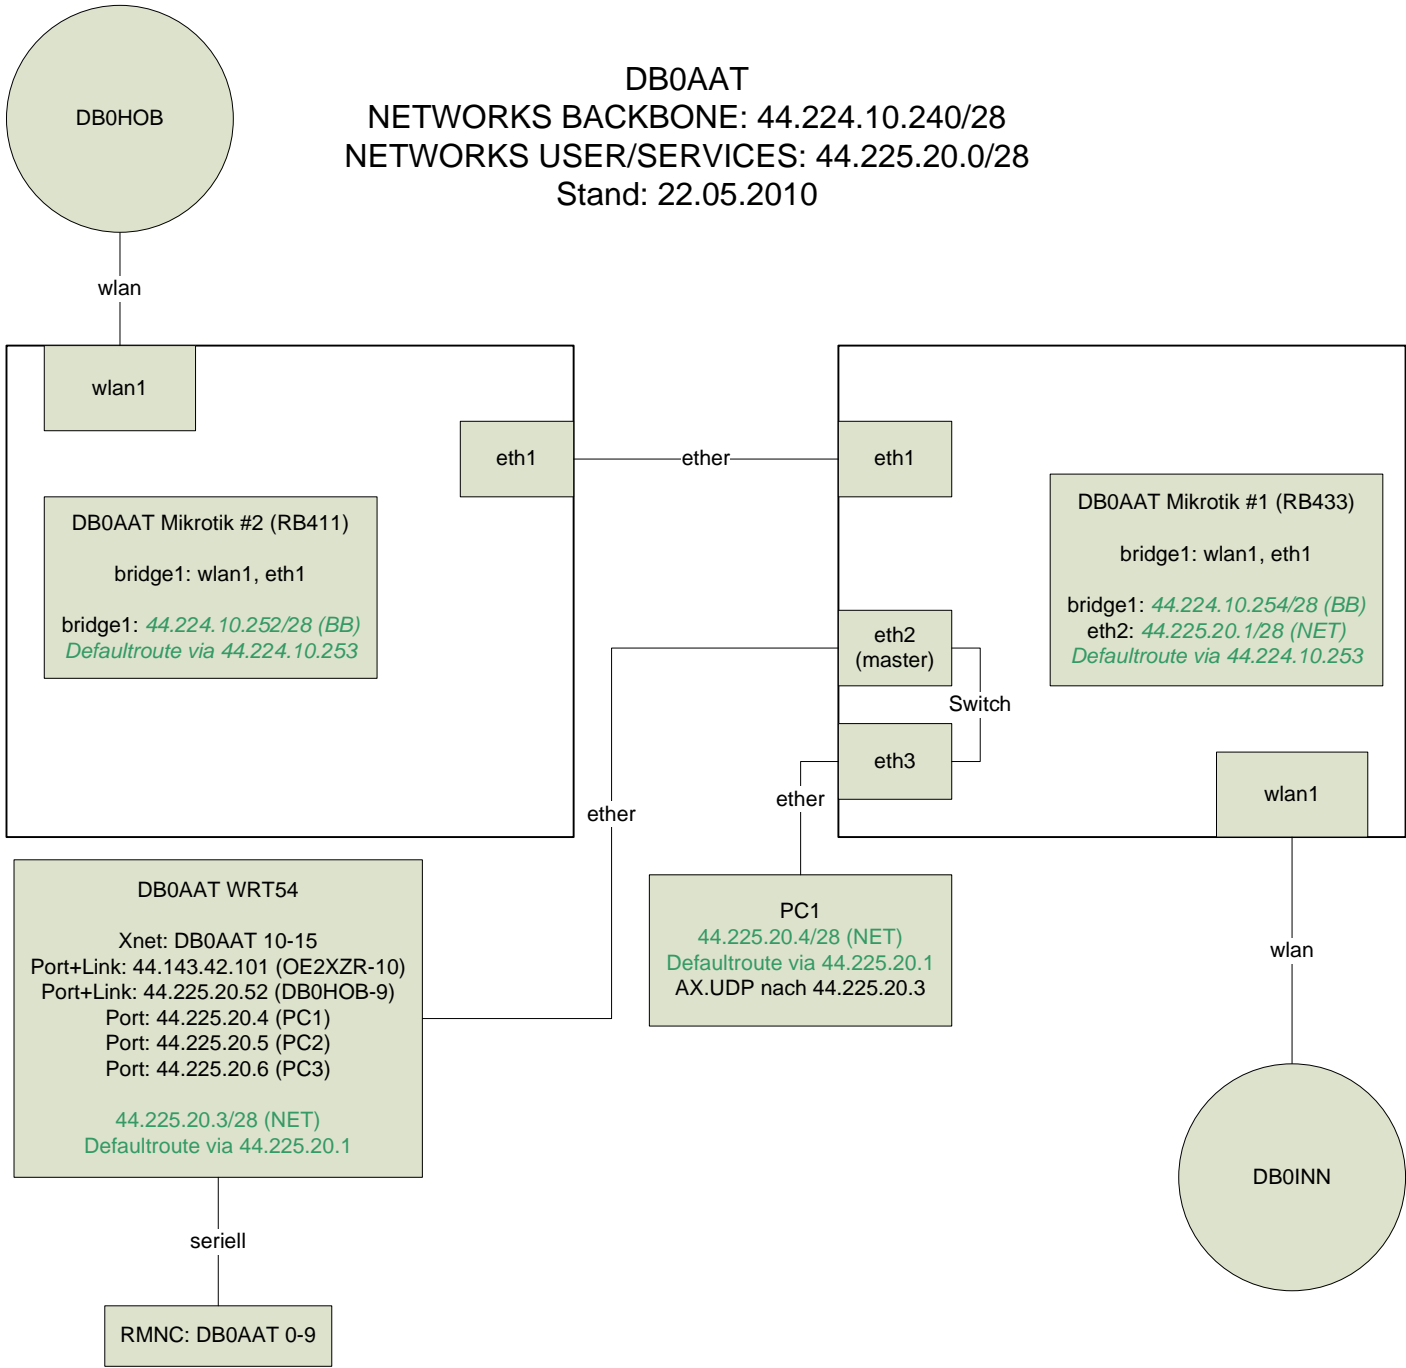 DB0HOB
DB0AAT
NETWORKS BACKBONE: 44.224.10.240/28
NETWORKS USER/SERVICES: 44.225.20.0/28
Stand: 22.05.2010
wlan
wlan1
eth1
ether
eth1
DB0AAT Mikrotik #2 (RB411)
bridge1: wlan1, eth1
bridge1: 44.224.10.252/28 (BB)
Defaultroute via 44.224.10.253
DB0AAT Mikrotik #1 (RB433)
bridge1: wlan1, eth1
bridge1: 44.224.10.254/28 (BB)
eth2: 44.225.20.1/28 (NET)
Defaultroute via 44.224.10.253
eth2
(master)
Switch
eth3
wlan1
ether
ether
DB0AAT WRT54
Xnet: DB0AAT 10-15
Port+Link: 44.143.42.101 (OE2XZR-10)
Port+Link: 44.225.20.52 (DB0HOB-9)
Port: 44.225.20.4 (PC1)
Port: 44.225.20.5 (PC2)
Port: 44.225.20.6 (PC3)
44.225.20.3/28 (NET)
Defaultroute via 44.225.20.1
PC1
44.225.20.4/28 (NET)
Defaultroute via 44.225.20.1
AX.UDP nach 44.225.20.3
wlan
DB0INN
seriell
RMNC: DB0AAT 0-9